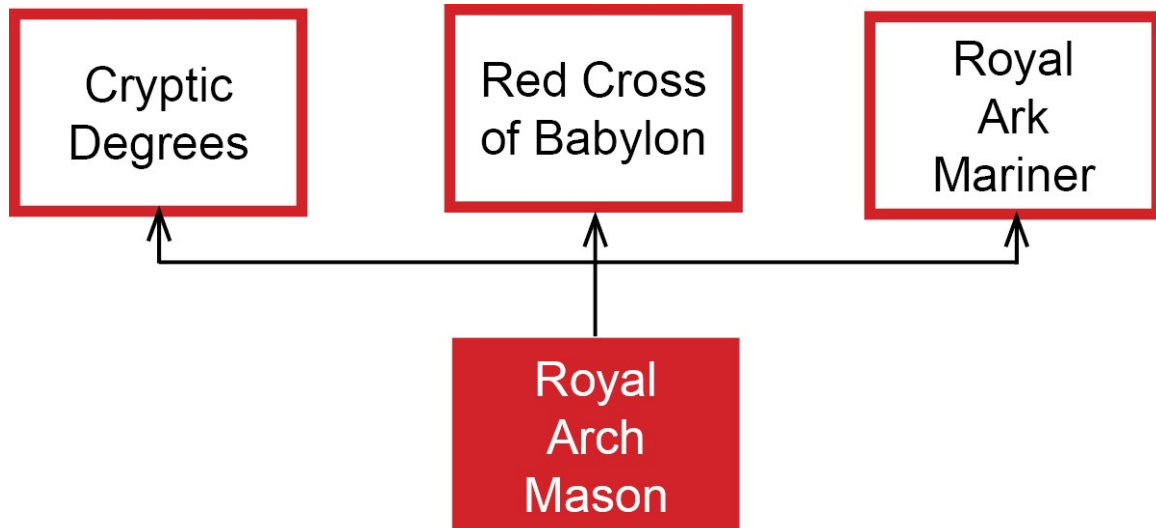 Cryptic
Degrees
Red Cross
of Babylon
Royal
Ark
Mariner
Royal
Arch
Mason